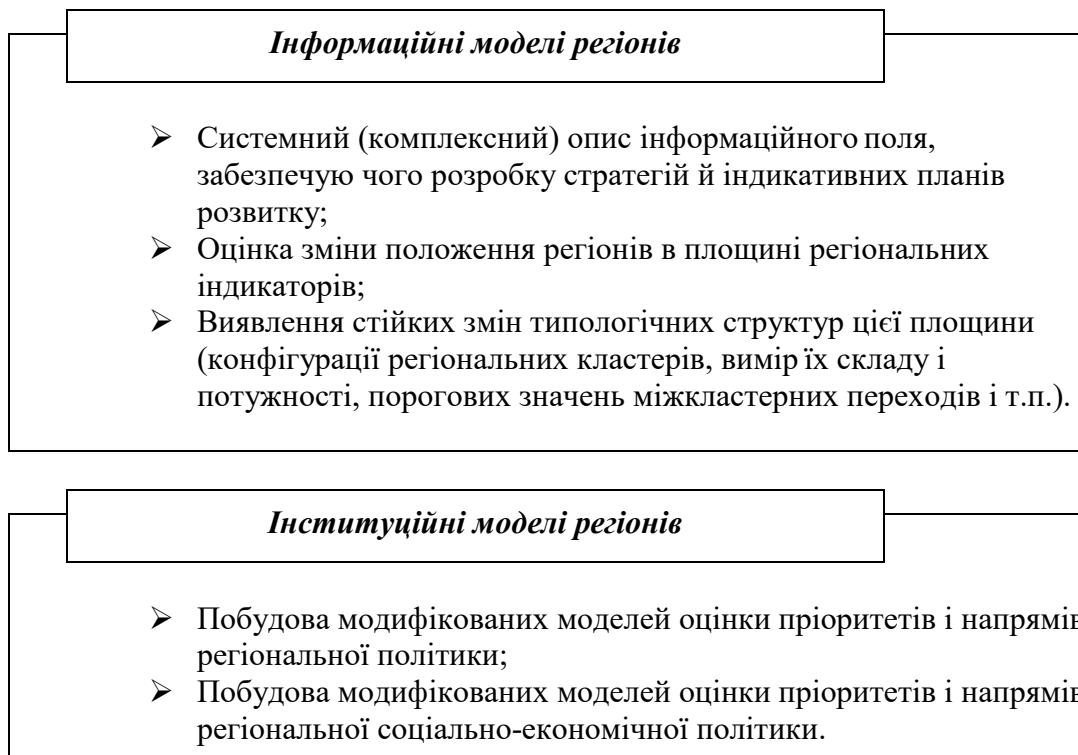 Інформаційні моделі регіонів
➢ Системний (комплексний) опис інформаційного поля,
забезпечую чого розробку стратегій й індикативних планів
розвитку;
➢ Оцінка зміни положення регіонів в площині регіональних
індикаторів;
➢ Виявлення стійких змін типологічних структур цієї площини
(конфігурації регіональних кластерів, вимір їх складу і
потужності, порогових значень міжкластерних переходів і т.п.).
Інституційні моделі регіонів
➢ Побудова модифікованих моделей оцінки пріоритетів і напрямів
регіональної політики;
➢ Побудова модифікованих моделей оцінки пріоритетів і напрямів
регіональної соціально-економічної політики.